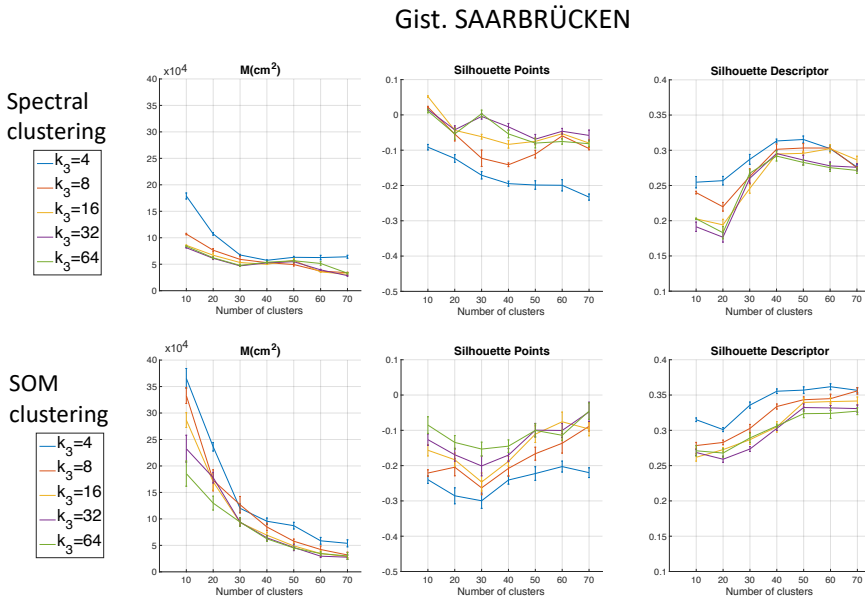 Gist. SAARBRÜCKEN
Spectral
clustering
k3=4
k3=8
k3=16
k3=32
k3=64
×10^4
M(cm^2)
40
35
30
25
20
15
10
5
0
10 20 30 40 50 60 70
Number of clusters
Silhouette Points
0.1
0
-0.1
-0.2
-0.3
-0.4
-0.5
10 20 30 40 50 60 70
Number of clusters
Silhouette Descriptor
0.4
0.35
0.3
0.25
0.2
0.15
0.1
10 20 30 40 50 60 70
Number of clusters
SOM
clustering
k3=4
k3=8
k3=16
k3=32
k3=64
×10^4
M(cm^2)
40
35
30
25
20
15
10
5
0
10 20 30 40 50 60 70
Number of clusters
Silhouette Points
0.1
0
-0.1
-0.2
-0.3
-0.4
-0.5
10 20 30 40 50 60 70
Number of clusters
Silhouette Descriptor
0.4
0.35
0.3
0.25
0.2
0.15
0.1
10 20 30 40 50 60 70
Number of clusters